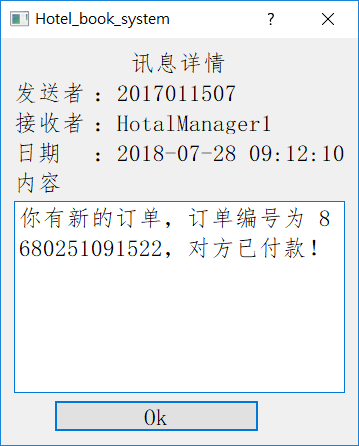 Hotel_book_system
讯息详情
发送者：2017011507
接收者：HotalManager1
日期 ：2018-07-28 09:12:10
内容
你有新的订单，订单编号为 8
680251091522，对方已付款！
Ok